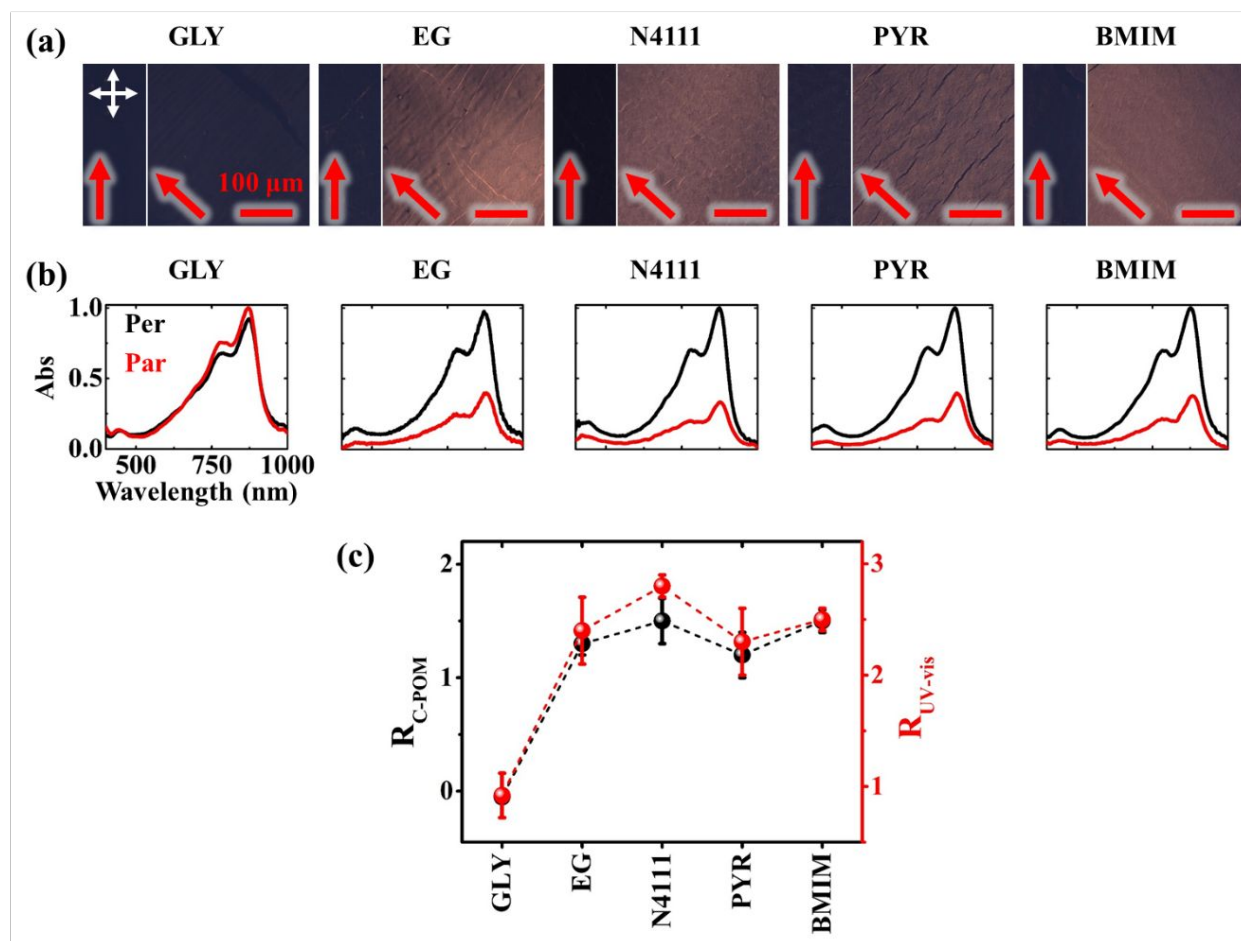 (a)
GLY
EG
N4111
PYR
BMIM
100 μm
(b)
GLY
EG
N4111
PYR
BMIM
1.0
0.5
0.0
Abs
Per
Par
500
750
1000
Wavelength (nm)
(c)
2
1
0
R_C-POM
3
2
1
R_UV-vis
GLY
EG
N4111
PYR
BMIM